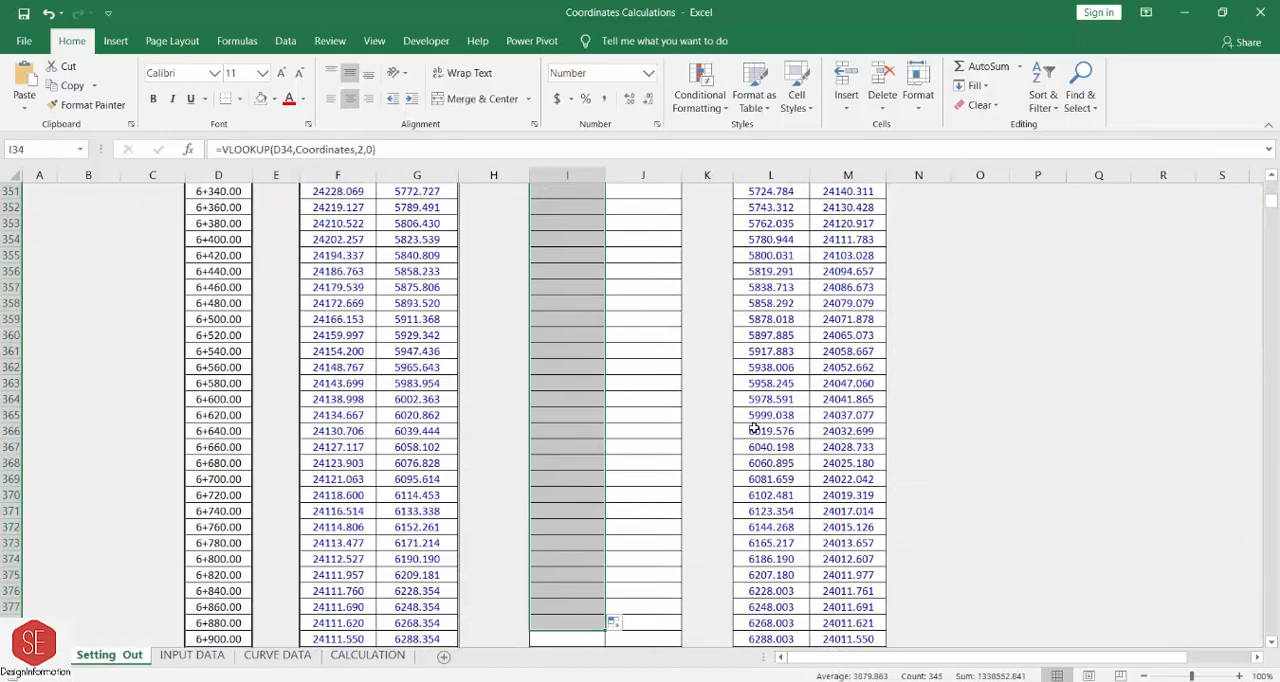 Coordinates Calculations - Excel
Sign in
File Home Insert Page Layout Formulas Data Review View Developer Help Power Pivot Tell me what you want to do Share
Paste Cut Copy Format Painter Clipboard
Calibri 11 A A B I U A Font
Wrap Text Merge & Center Alignment
Number $ % , Number
Conditional Formatting Format as Table Cell Styles Styles
Insert Delete Format Cells
AutoSum Fill Clear Sort & Filter Find & Select Editing
I34 fx =VLOOKUP(D34,Coordinates,2,0)
A B C D E F G H I J K L M N O P Q R S
351 6+340.00 24228.069 5772.727 5724.784 24140.311
352 6+360.00 24219.127 5789.491 5743.312 24130.428
353 6+380.00 24210.522 5806.430 5762.035 24120.917
354 6+400.00 24202.257 5823.539 5780.944 24111.783
355 6+420.00 24194.337 5840.809 5800.031 24103.028
356 6+440.00 24186.763 5858.233 5819.291 24094.657
357 6+460.00 24179.539 5875.806 5838.713 24086.673
358 6+480.00 24172.669 5893.520 5858.292 24079.079
359 6+500.00 24166.153 5911.368 5878.018 24071.878
360 6+520.00 24159.997 5929.342 5897.885 24065.073
361 6+540.00 24154.200 5947.436 5917.883 24058.667
362 6+560.00 24148.767 5965.643 5938.006 24052.662
363 6+580.00 24143.699 5983.954 5958.245 24047.060
364 6+600.00 24138.998 6002.363 5978.591 24041.865
365 6+620.00 24134.667 6020.862 5999.038 24037.077
366 6+640.00 24130.706 6039.444 6019.576 24032.699
367 6+660.00 24127.117 6058.102 6040.198 24028.733
368 6+680.00 24123.903 6076.828 6060.895 24025.180
369 6+700.00 24121.063 6095.614 6081.659 24022.042
370 6+720.00 24118.600 6114.453 6102.481 24019.319
371 6+740.00 24116.514 6133.338 6123.354 24017.014
372 6+760.00 24114.806 6152.261 6144.268 24015.126
373 6+780.00 24113.477 6171.214 6165.217 24013.657
374 6+800.00 24112.527 6190.190 6186.190 24012.607
375 6+820.00 24111.957 6209.181 6207.180 24011.977
376 6+840.00 24111.760 6228.354 6228.003 24011.761
377 6+860.00 24111.690 6248.354 6248.003 24011.691
6+880.00 24111.620 6268.354 6268.003 24011.621
6+900.00 24111.550 6288.354 6288.003 24011.550
SE
DesignInformation
Setting_Out INPUT DATA CURVE DATA CALCULATION
Average: 3879.863 Count: 345 Sum: 1338552.841 100%